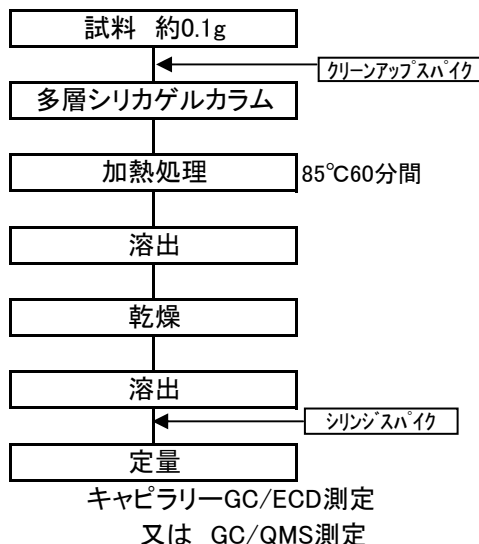 試料 約0.1g
ｸﾘｰﾝｱｯﾌﾟｽﾊﾟｲｸ
多層シリカゲルカラム
加熱処理 85℃60分間
溶出
乾燥
溶出
ｼﾘﾝｼﾞｽﾊﾟｲｸ
定量
キャピラリーGC/ECD測定
又は GC/QMS測定